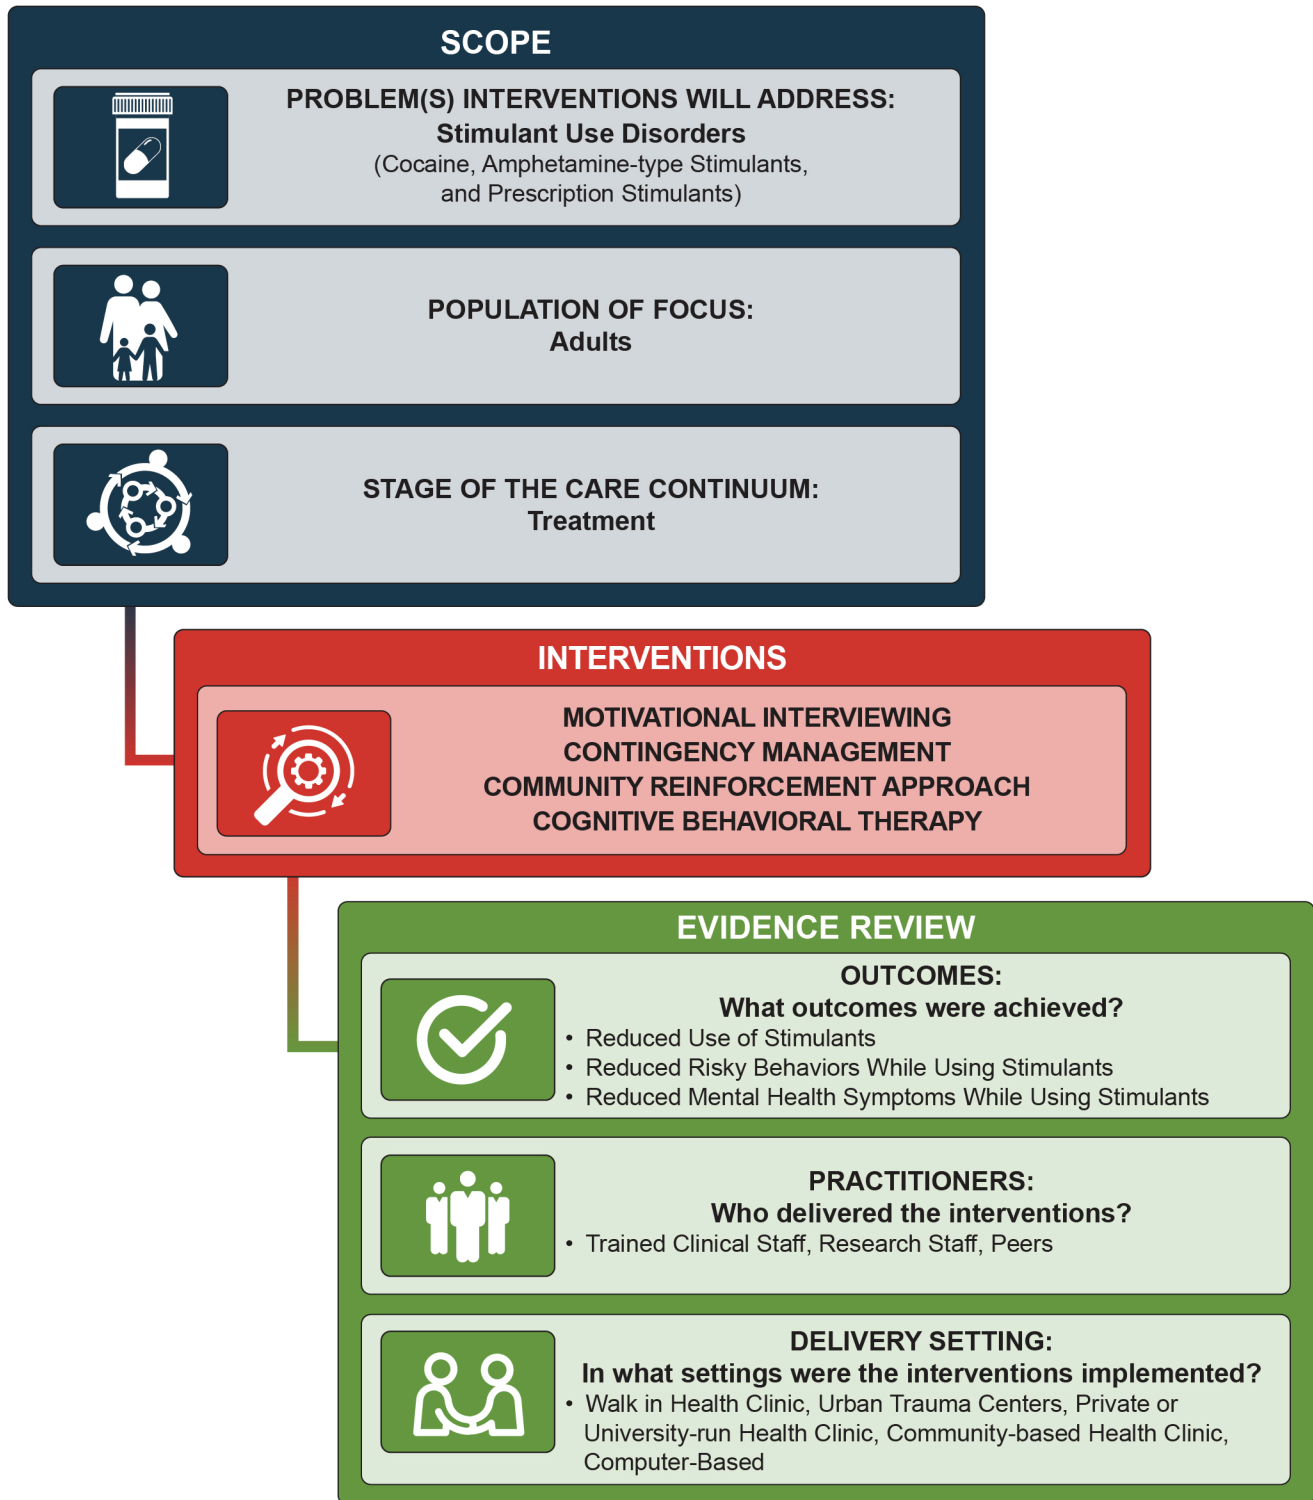 SCOPE
PROBLEM(S) INTERVENTIONS WILL ADDRESS:
Stimulant Use Disorders
(Cocaine, Amphetamine-type Stimulants,
and Prescription Stimulants)
POPULATION OF FOCUS:
Adults
STAGE OF THE CARE CONTINUUM:
Treatment
INTERVENTIONS
MOTIVATIONAL INTERVIEWING
CONTINGENCY MANAGEMENT
COMMUNITY REINFORCEMENT APPROACH
COGNITIVE BEHAVIORAL THERAPY
EVIDENCE REVIEW
OUTCOMES:
What outcomes were achieved?
• Reduced Use of Stimulants
• Reduced Risky Behaviors While Using Stimulants
• Reduced Mental Health Symptoms While Using Stimulants
PRACTITIONERS:
Who delivered the interventions?
• Trained Clinical Staff, Research Staff, Peers
DELIVERY SETTING:
In what settings were the interventions implemented?
• Walk in Health Clinic, Urban Trauma Centers, Private or
University-run Health Clinic, Community-based Health Clinic,
Computer-Based